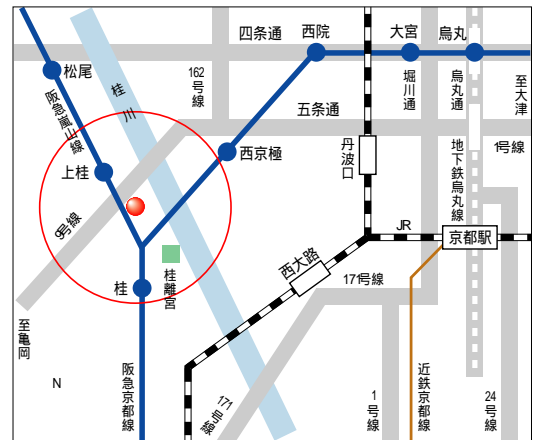 四条通
西院
大宮
烏丸
松尾
162
号線
桂川
阪急嵐山線
堀川通
烏丸通
至大津
五条通
1号線
西京極
丹波口
上桂
地下鉄烏丸線
9号線
JR
京都駅
西大路
桂離宮
171号線
桂
至亀岡
N
阪急京都線
171号線
近鉄京都線
1
号線
24
号線